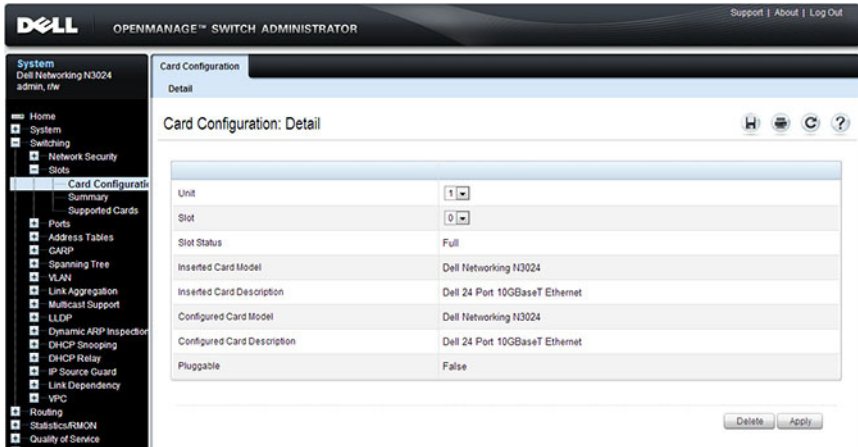 Support | About | Log Out
DELL
OPENMANAGE™ SWITCH ADMINISTRATOR
System
Dell Networking N3024
admin, r/w
Home
System
Switching
Network Security
Slots
Card Configuratio
Summary
Supported Cards
Ports
Address Tables
GARP
Spanning Tree
VLAN
Link Aggregation
Multicast Support
LLDP
Dynamic ARP Inspection
DHCP Snooping
DHCP Relay
IP Source Guard
Link Dependency
VPC
Routing
Statistics/RMON
Quality of Service
Card Configuration
Detail
Card Configuration: Detail
?
Unit 1
Slot 0
Slot Status Full
Inserted Card Model Dell Networking N3024
Inserted Card Description Dell 24 Port 10GBaseT Ethernet
Configured Card Model Dell Networking N3024
Configured Card Description Dell 24 Port 10GBaseT Ethernet
Pluggable False
Delete Apply